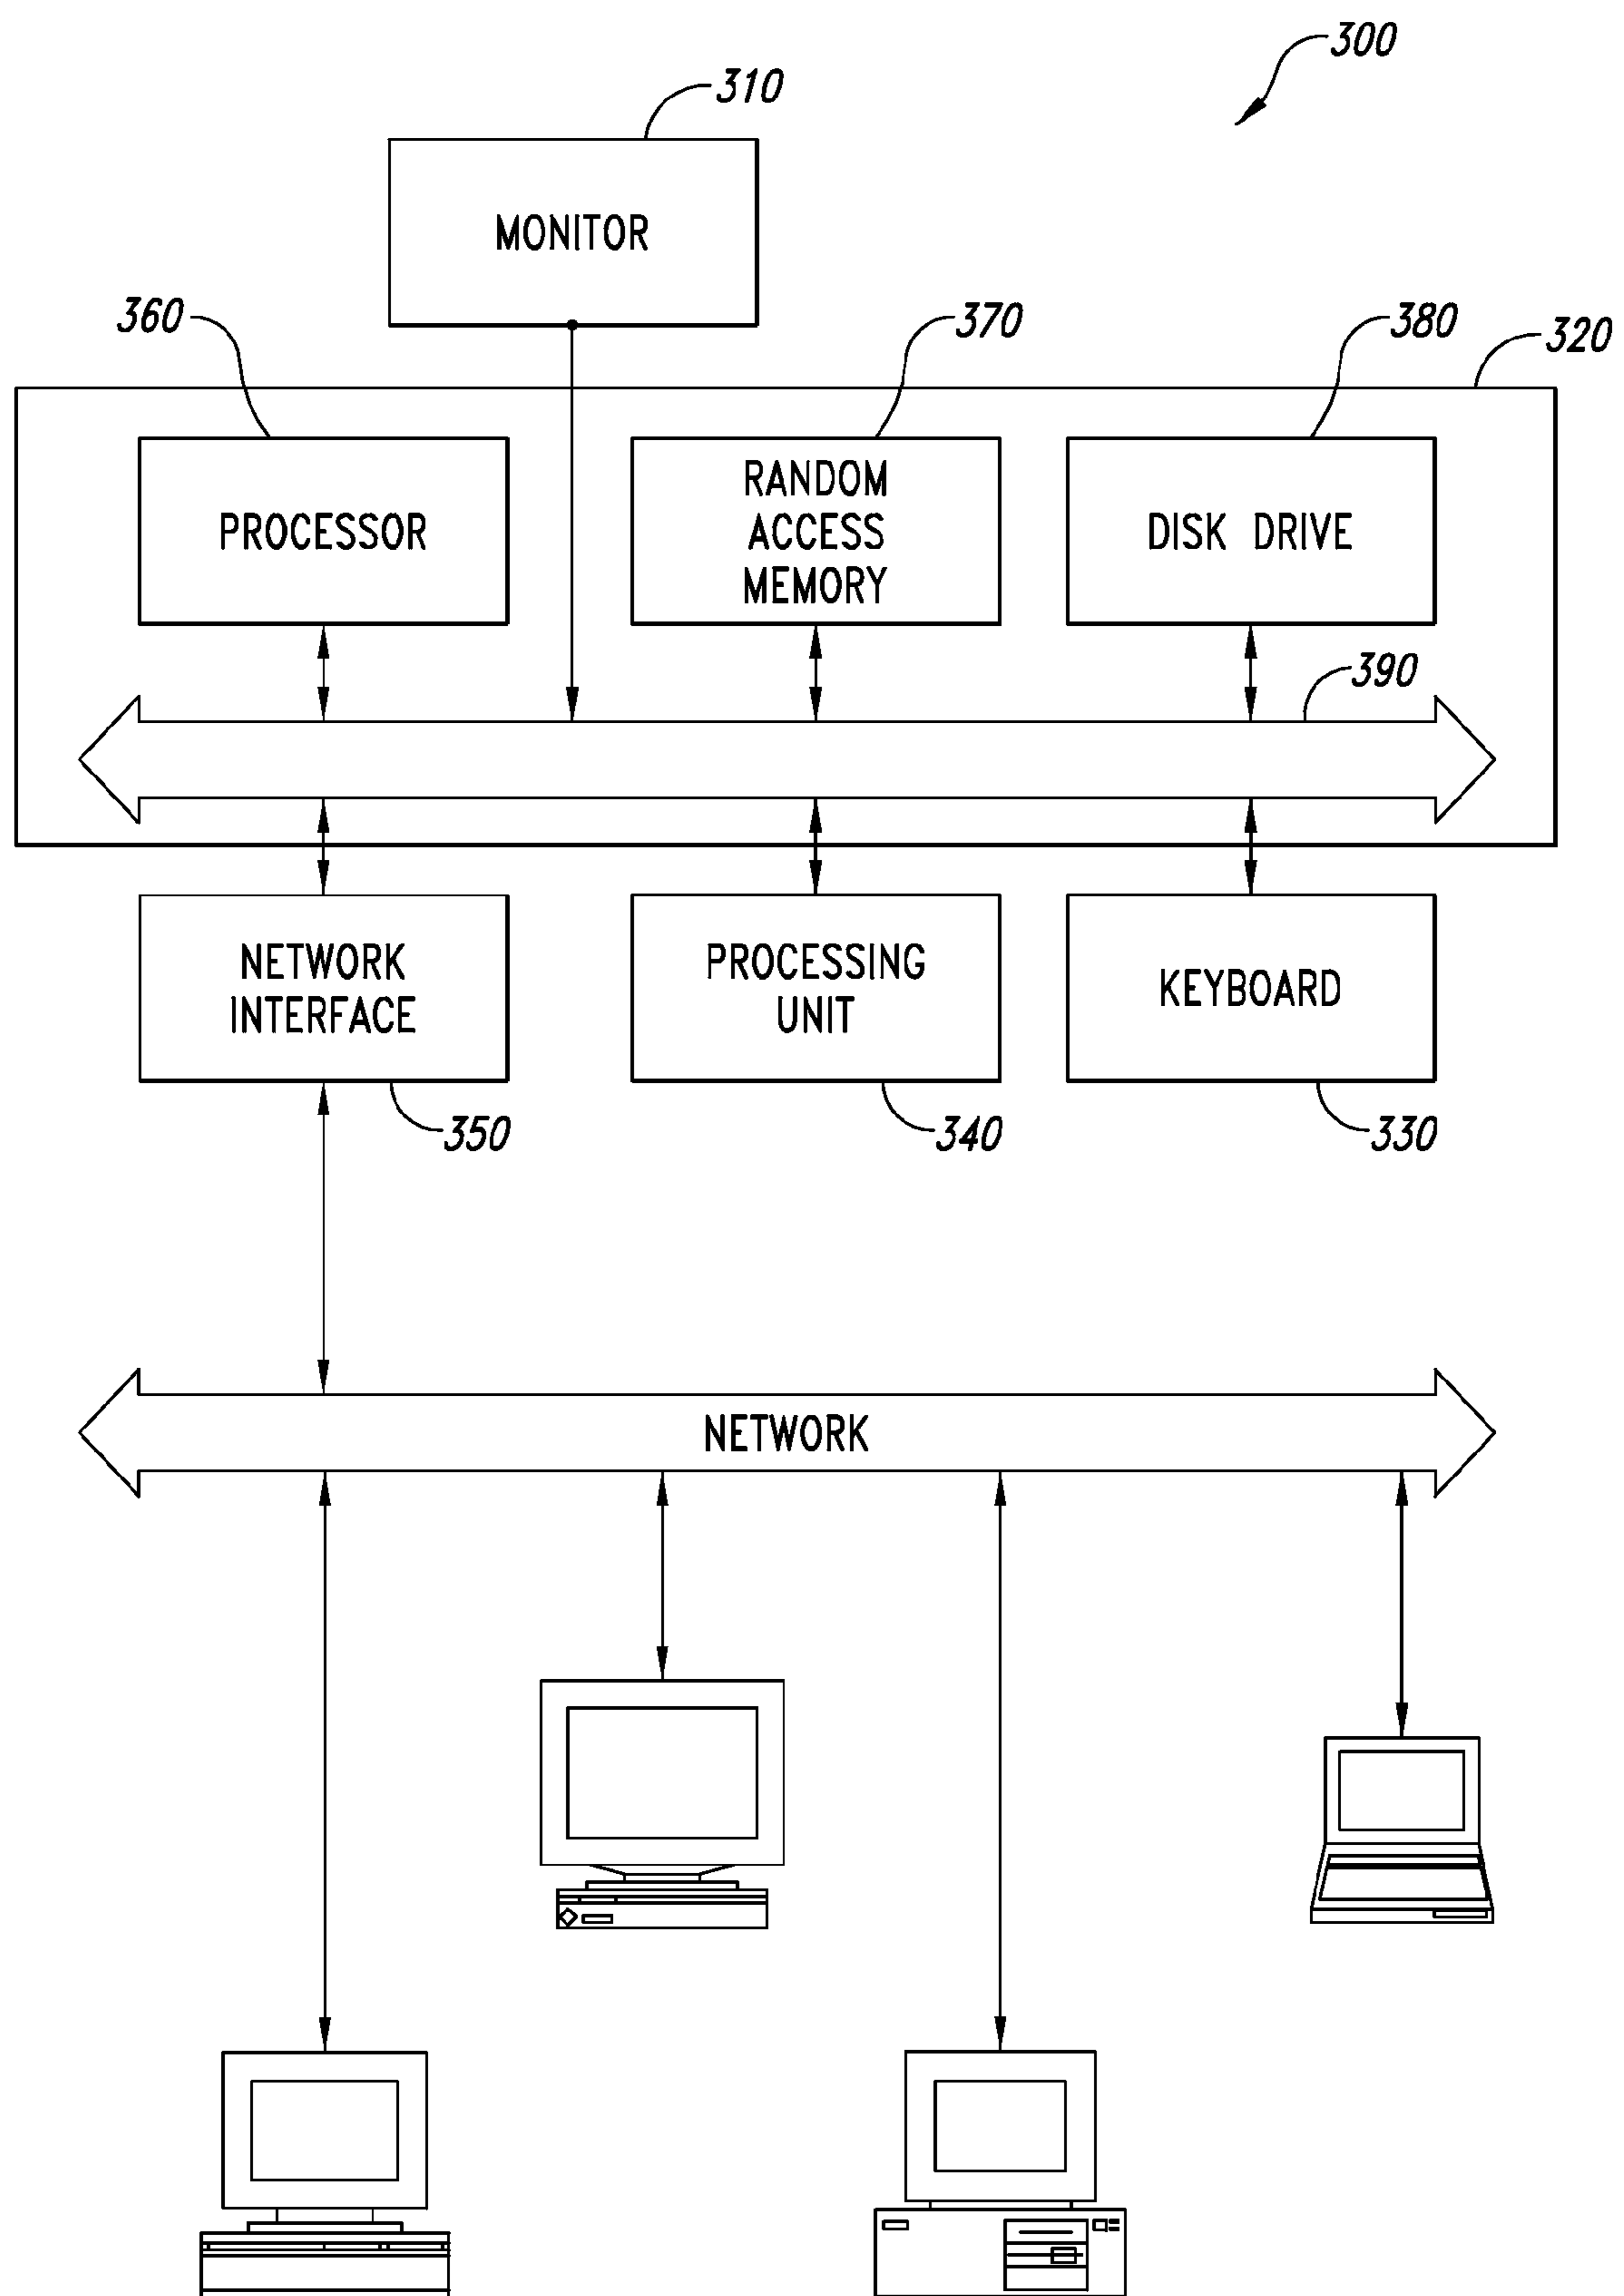 300
310
MONITOR
360
370
380
320
PROCESSOR
RANDOM
ACCESS
MEMORY
DISK DRIVE
390
NETWORK
INTERFACE
PROCESSING
UNIT
KEYBOARD
350
340
330
NETWORK